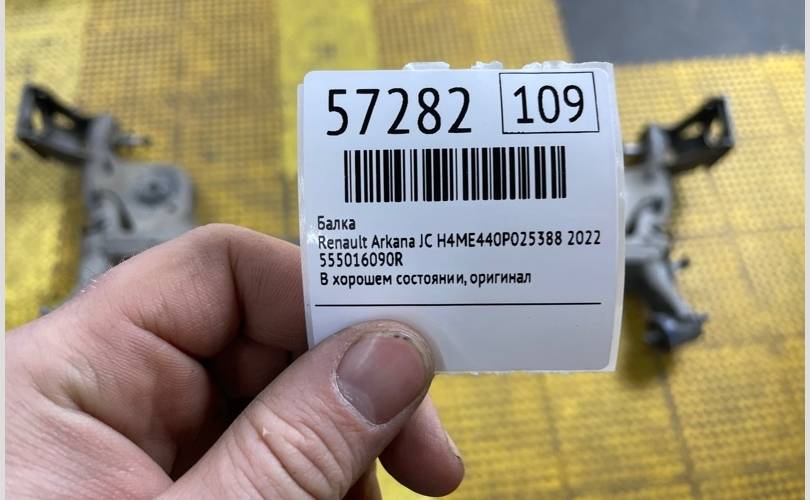 57282 109
Балка
Renault Arkana JC H4ME440P025388 2022
555016090R
В хорошем состоянии, оригинал